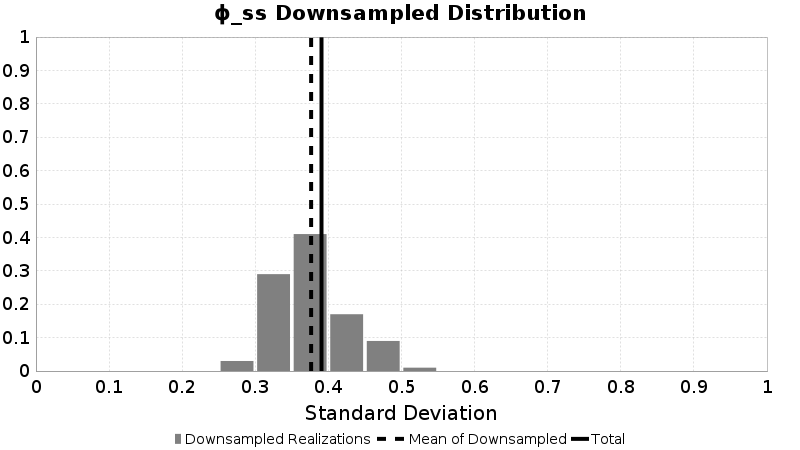 ϕ_ss Downsampled Distribution
1
0.9
0.8
0.7
0.6
0.5
0.4
0.3
0.2
0.1
0
0 0.1 0.2 0.3 0.4 0.5 0.6 0.7 0.8 0.9 1
Standard Deviation
Downsampled Realizations Mean of Downsampled Total